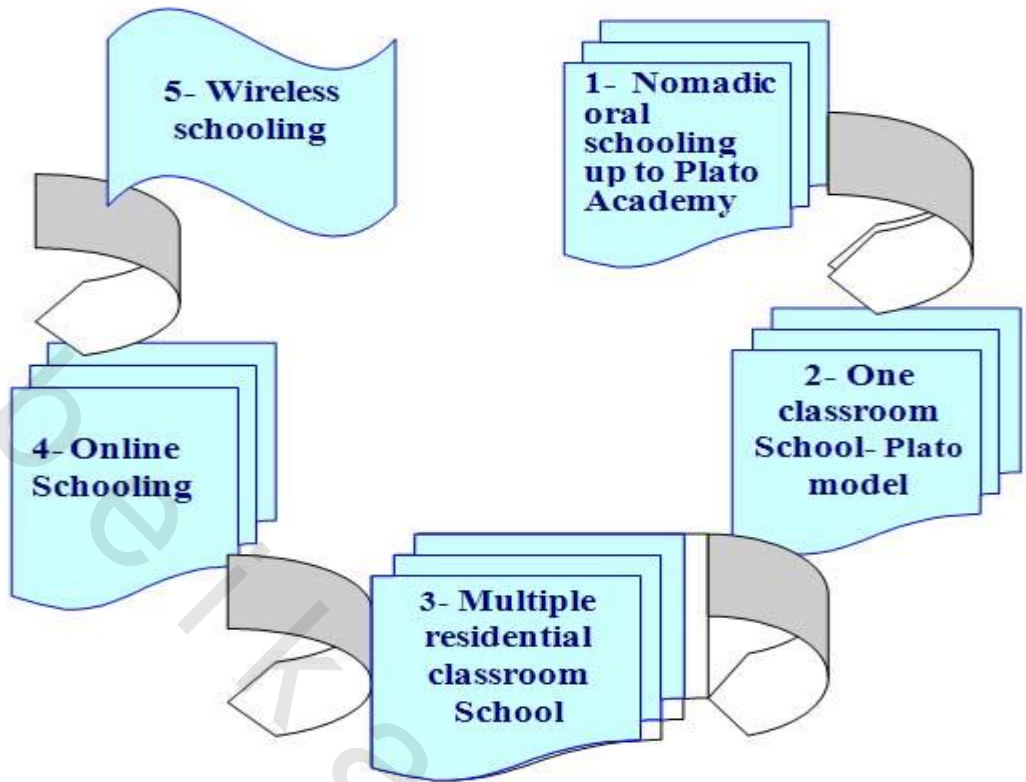 1- Nomadic
oral
schooling
up to Plato
Academy
2- One
classroom
School- Plato
model
3- Multiple
residential
classroom
School
4- Online
Schooling
5- Wireless
schooling